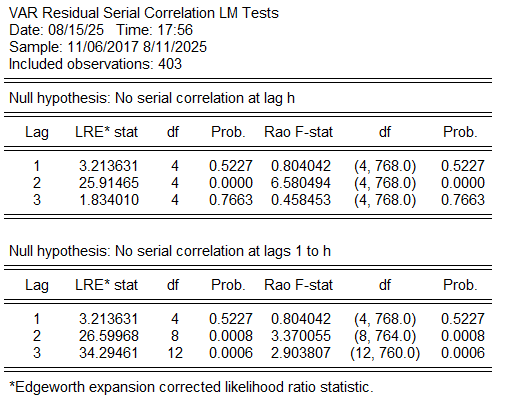 VAR Residual Serial Correlation LM Tests
Date: 08/15/25 Time: 17:56
Sample: 11/06/2017 8/11/2025
Included observations: 403
Null hypothesis: No serial correlation at lag h
Lag LRE* stat df Prob. Rao F-stat df Prob.
1 3.213631 4 0.5227 0.804042 (4, 768.0) 0.5227
2 25.91465 4 0.0000 6.580494 (4, 768.0) 0.0000
3 1.834010 4 0.7663 0.458453 (4, 768.0) 0.7663
Null hypothesis: No serial correlation at lags 1 to h
Lag LRE* stat df Prob. Rao F-stat df Prob.
1 3.213631 4 0.5227 0.804042 (4, 768.0) 0.5227
2 26.59968 8 0.0008 3.370055 (8, 764.0) 0.0008
3 34.29461 12 0.0006 2.903807 (12, 760.0) 0.0006
*Edgeworth expansion corrected likelihood ratio statistic.